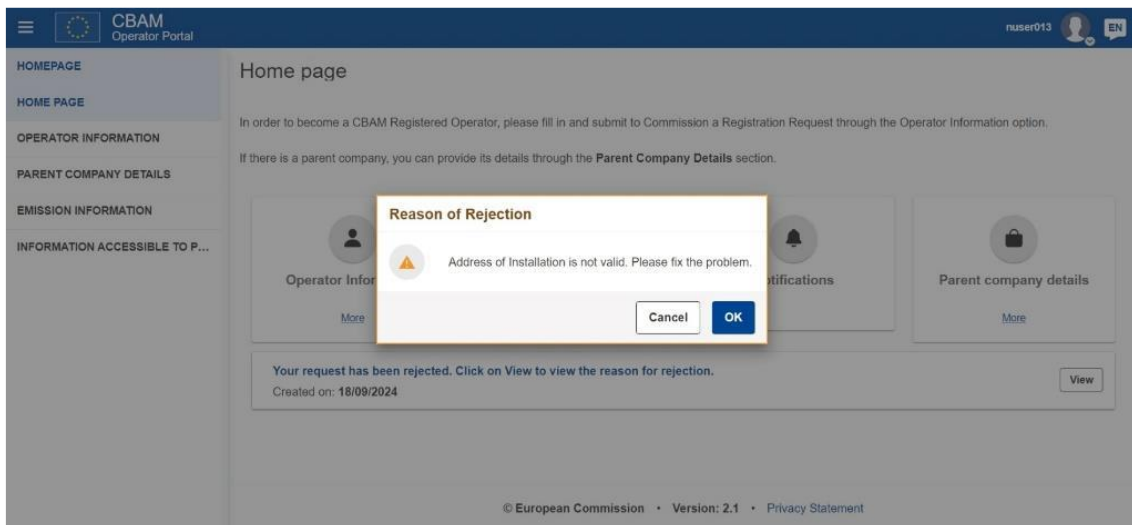 CBAM
Operator Portal
nuser013
EN
HOMEPAGE
HOME PAGE
OPERATOR INFORMATION
PARENT COMPANY DETAILS
EMISSION INFORMATION
INFORMATION ACCESSIBLE TO P...
Home page
In order to become a CBAM Registered Operator, please fill in and submit to Commission a Registration Request through the Operator Information option.
If there is a parent company, you can provide its details through the Parent Company Details section.
Operator Infor
More
otifications
Parent company details
More
Reason of Rejection
Address of Installation is not valid. Please fix the problem.
Cancel
OK
Your request has been rejected. Click on View to view the reason for rejection.
Created on: 18/09/2024
View
© European Commission · Version: 2.1 · Privacy Statement